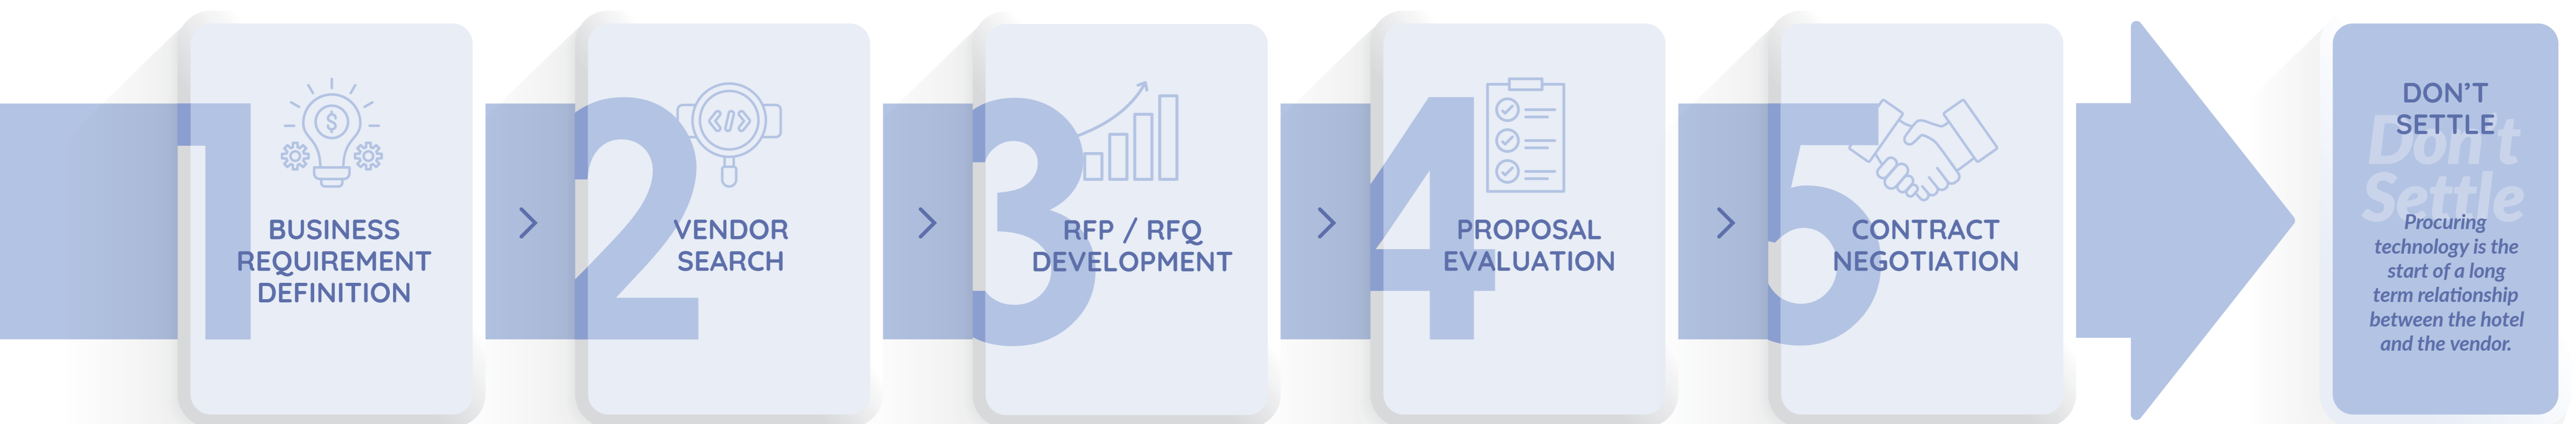 1
BUSINESS
REQUIREMENT
DEFINITION
2
</>
VENDOR
SEARCH
3
RFP / RFQ
DEVELOPMENT
4
PROPOSAL
EVALUATION
5
CONTRACT
NEGOTIATION
DON'T
SETTLE
Don't
Settle
Procuring
technology is the
start of a long
term relationship
between the hotel
and the vendor.
$